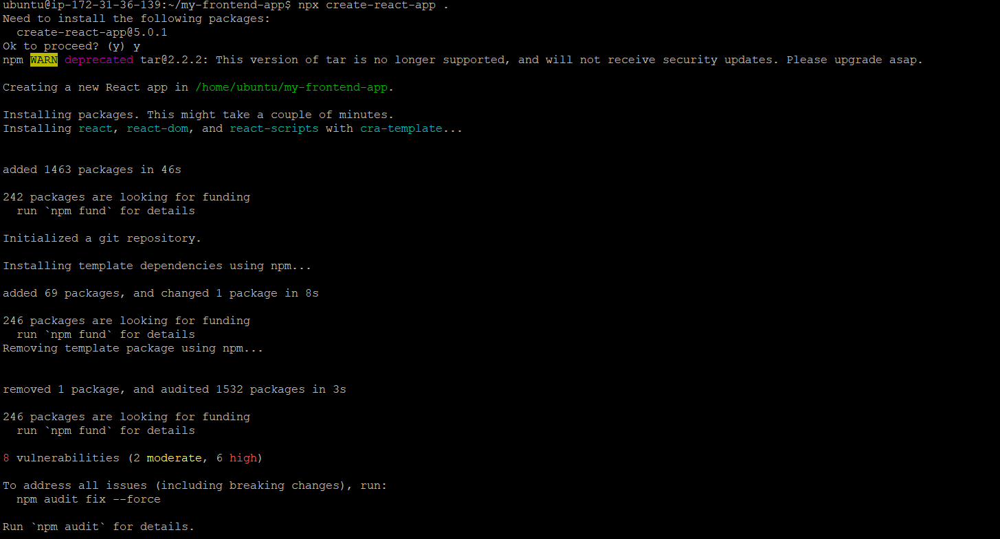 ubuntu@ip-172-31-36-139:~/my-frontend-app$ npx create-react-app .
Need to install the following packages:
  create-react-app@5.0.1
Ok to proceed? (y) y
npm WARN deprecated tar@2.2.2: This version of tar is no longer supported, and will not receive security updates. Please upgrade asap.
Creating a new React app in /home/ubuntu/my-frontend-app.
Installing packages. This might take a couple of minutes.
Installing react, react-dom, and react-scripts with cra-template...
added 1463 packages in 46s
242 packages are looking for funding
  run `npm fund` for details
Initialized a git repository.
Installing template dependencies using npm...
added 69 packages, and changed 1 package in 8s
246 packages are looking for funding
  run `npm fund` for details
Removing template package using npm...
removed 1 package, and audited 1532 packages in 3s
246 packages are looking for funding
  run `npm fund` for details
8 vulnerabilities (2 moderate, 6 high)
To address all issues (including breaking changes), run:
  npm audit fix --force
Run `npm audit` for details.